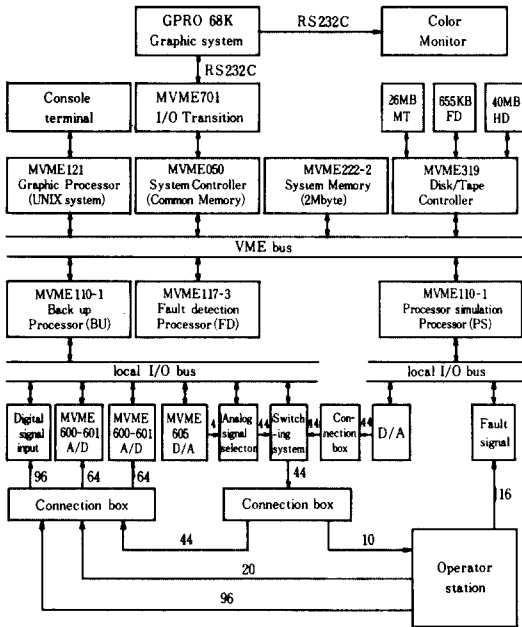 GPRO 68K
Graphic system
RS232C
Color
Monitor
RS232C
Console
terminal
MVME701
I/O Transition
26MB
MT
655KB
FD
40MB
HD
MVME121
Graphic Processor
(UNIX system)
MVME050
System Controller
(Common Memory)
MVME222-2
System Memory
(2Mbyte)
MVME319
Disk/Tape
Controller
VME bus
MVME110-1
Back up
Processor(BU)
MVME117-3
Fault detection
Processor(FD)
MVME110-1
Processor simulation
Processor(PS)
local I/O bus
local I/O bus
Digital
signal
input
MVME
600-601
A/D
MVME
600-601
A/D
MVME
605
D/A
4
Analog
signal
selector
44
Switch-
ing
system
44
Con-
nection
box
44
D/A
Fault
signal
96
64
64
44
16
Connection box
Connection box
44
10
20
96
Operator
station